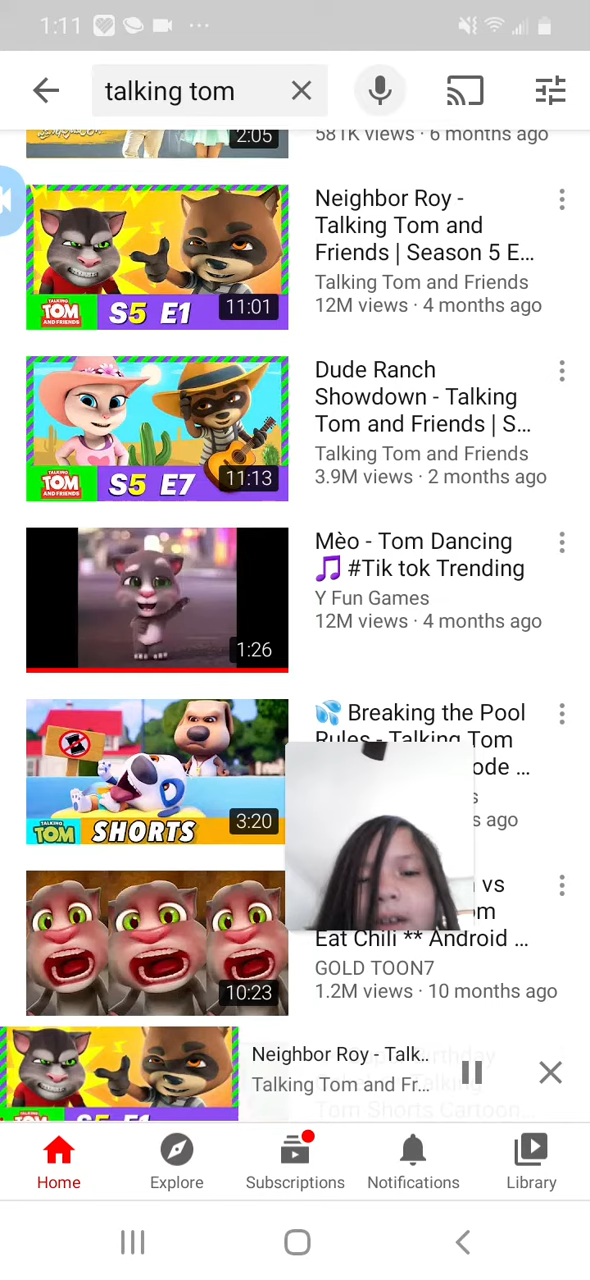 1:11
talking tom
2:05
581K views · 6 months ago
Neighbor Roy -
Talking Tom and
Friends | Season 5 E...
Talking Tom and Friends
12M views · 4 months ago
TALKING
TOM
AND FRIENDS
S5 E1
11:01
Dude Ranch
Showdown - Talking
Tom and Friends | S...
Talking Tom and Friends
3.9M views · 2 months ago
TALKING
TOM
AND FRIENDS
S5 E7
11:13
Mèo - Tom Dancing
🎵 #Tik tok Trending
Y Fun Games
12M views · 4 months ago
1:26
💦 Breaking the Pool
Rules - Talking Tom
ode ...
s
s ago
TALKING
TOM
SHORTS
3:20
vs
m
Eat Chili ** Android ...
GOLD TOON7
1.2M views · 10 months ago
10:23
Neighbor Roy - Talk..
Talking Tom and Fr...
S5 E1
Tom Shorts Cartoon...
Home
Explore
Subscriptions
Notifications
Library